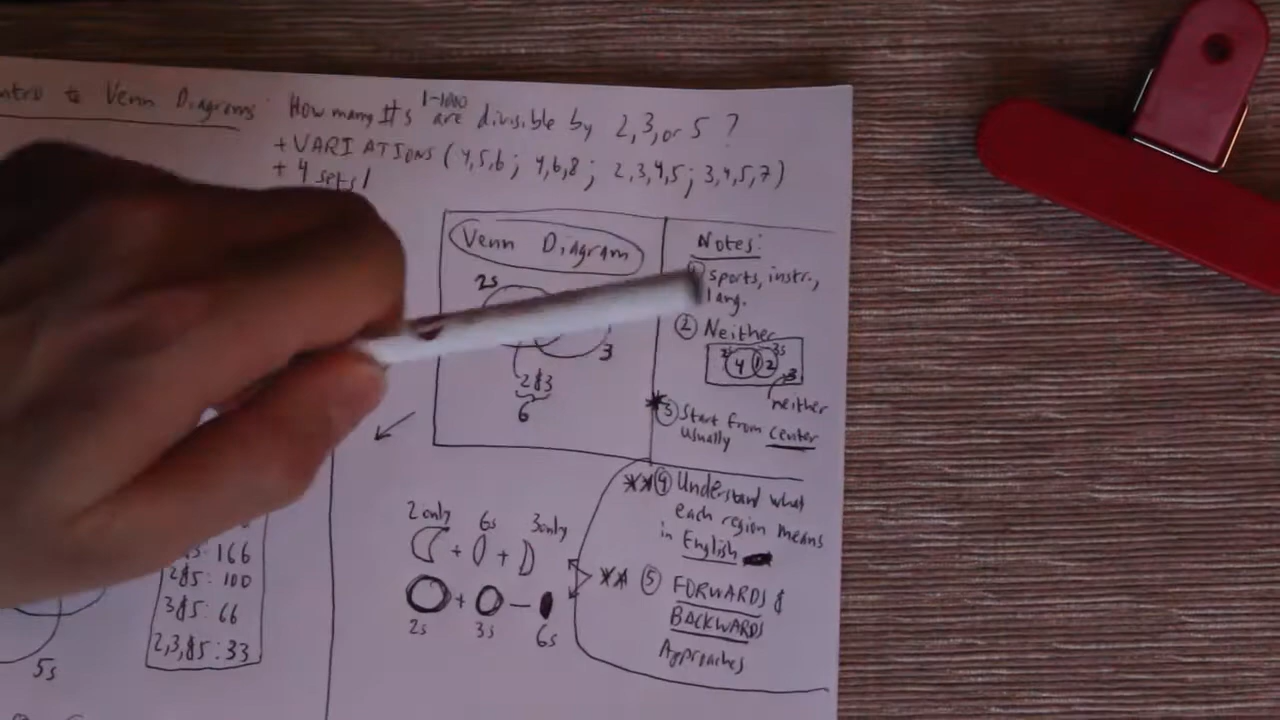 to Venn Diagrams: How many #'s 1-1000 are divisible by 2,3, or 5?
+ VARIATIONS (4,5,6; 4,6,8; 2,3,4,5; 3,4,5,7)
+ 4 sets!
Venn Diagram
2s
3
2&3
6
Notes:
sports, instr.,
lang.
② Neither
2s 3s
4 1 2
3
neither
*③ Start from center
usually
**④ Understand what
each region means
in English
**⑤ FORWARDS &
BACKWARDS
Approaches
2 only 6s 3 only
+ +
+ −
2s 3s 6s
: 166
2&5: 100
3&5: 66
2,3,&5: 33
5s